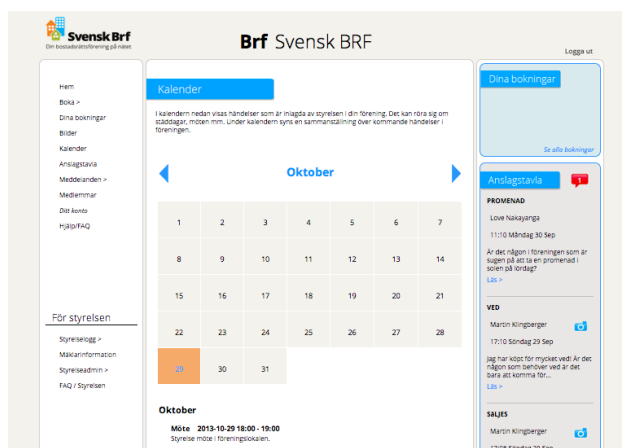 Svensk Brf
Din bostadsrättsförening på nätet
Brf Svensk BRF
Logga ut
Hem
Boka >
Dina bokningar
Bilder
Kalender
Anslagstavla
Meddelanden >
Medlemmar
Ditt konto
Hjälp/FAQ
För styrelsen
Styrelselogg >
Mäklarinformation
Styrelseadmin >
FAQ / Styrelsen
Kalender
I kalendern nedan visas händelser som är inlagda av styrelsen i din förening. Det kan röra sig om
städdagar, möten mm. Under kalendern syns en sammanställning över kommande händelser i
föreningen.
Oktober
1 2 3 4 5 6 7
8 9 10 11 12 13 14
15 16 17 18 19 20 21
22 23 24 25 26 27 28
29 30 31
Oktober
Möte 2013-10-29 18:00 - 19:00
Styrelse möte i föreningslokalen.
Dina bokningar
Se alla bokningar
Anslagstavla
1
PROMENAD
Love Nakayanga
11:10 Måndag 30 Sep
Är det någon i föreningen som är
sugen på att ta en promenad i
solen på lördag?
Läs >
VED
Martin Klingberger
17:10 Söndag 29 Sep
Jag har köpt för mycket ved! Är det
någon som behöver ved är det
bara att komma för...
Läs >
SÄLJES
Martin Klingberger